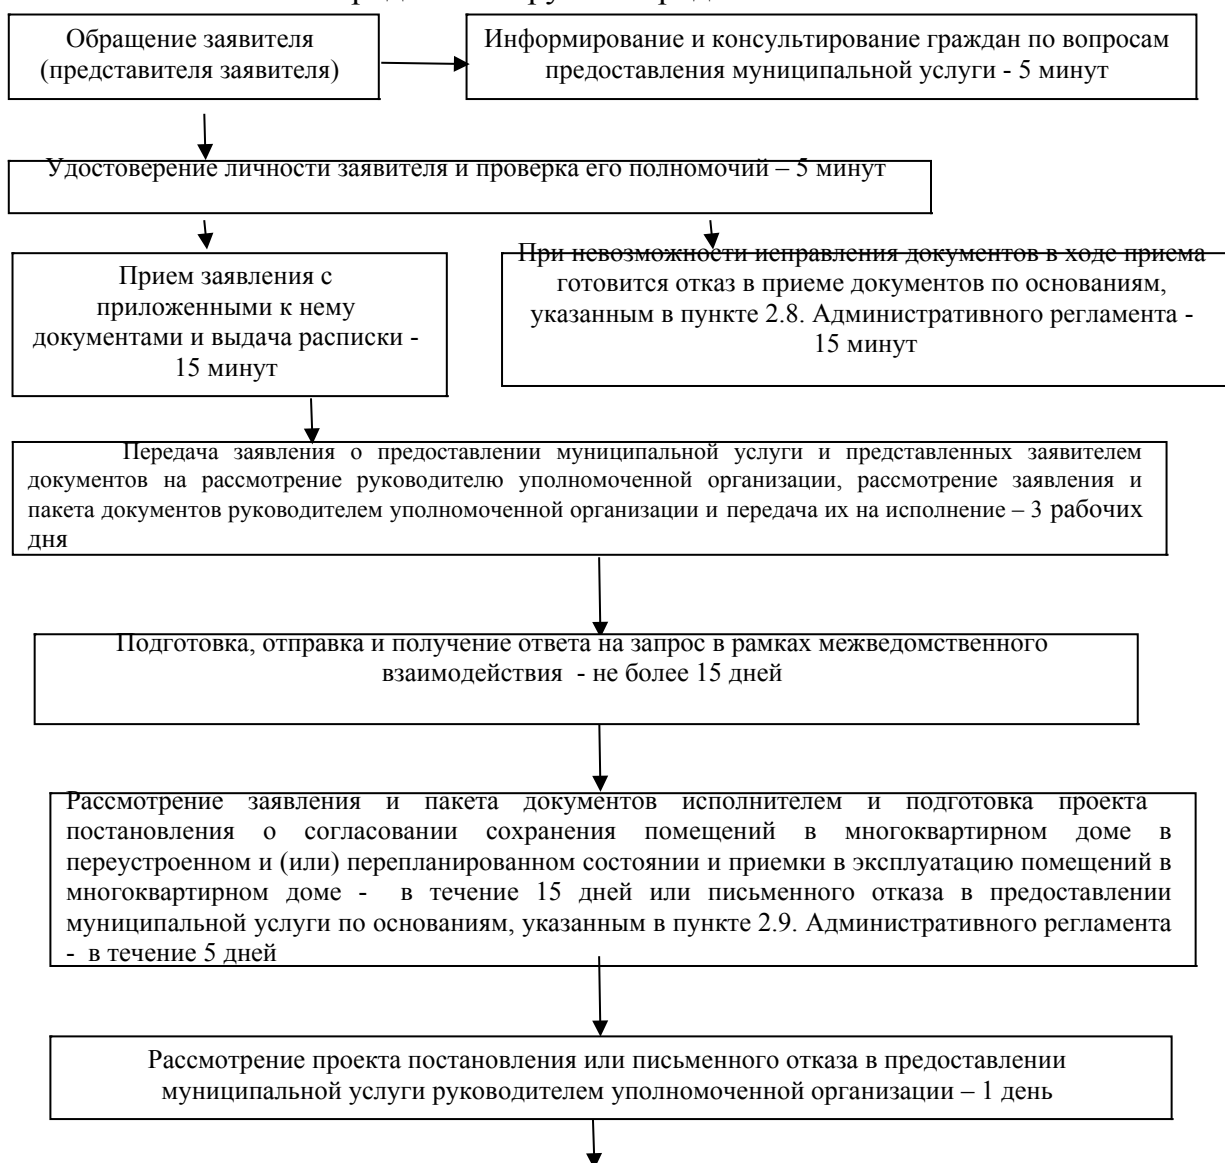 Обращение заявителя
(представителя заявителя)
Информирование и консультирование граждан по вопросам
предоставления муниципальной услуги - 5 минут
Удостоверение личности заявителя и проверка его полномочий – 5 минут
Прием заявления с
приложенными к нему
документами и выдача расписки -
15 минут
При невозможности исправления документов в ходе приема
готовится отказ в приеме документов по основаниям,
указанным в пункте 2.8. Административного регламента -
15 минут
Передача заявления о предоставлении муниципальной услуги и представленных заявителем
документов на рассмотрение руководителю уполномоченной организации, рассмотрение заявления и
пакета документов руководителем уполномоченной организации и передача их на исполнение – 3 рабочих
дня
Подготовка, отправка и получение ответа на запрос в рамках межведомственного
взаимодействия - не более 15 дней
Рассмотрение заявления и пакета документов исполнителем и подготовка проекта
постановления о согласовании сохранения помещений в многоквартирном доме в
переустроенном и (или) перепланированном состоянии и приемки в эксплуатацию помещений в
многоквартирном доме - в течение 15 дней или письменного отказа в предоставлении
муниципальной услуги по основаниям, указанным в пункте 2.9. Административного регламента
- в течение 5 дней
Рассмотрение проекта постановления или письменного отказа в предоставлении
муниципальной услуги руководителем уполномоченной организации – 1 день